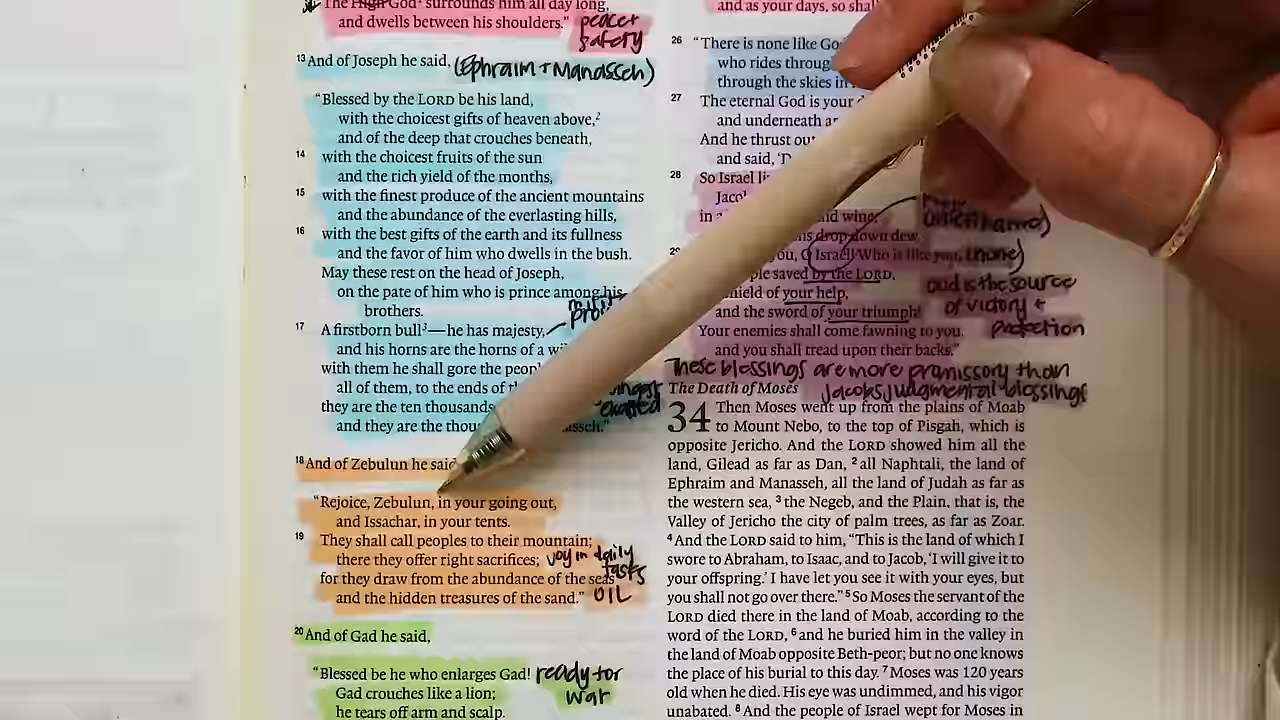 The High God¹ surrounds him all day long,
and dwells between his shoulders.”
peace +
safety
13 And of Joseph he said,
(Ephraim + Manasseh)
“Blessed by the LORD be his land,
with the choicest gifts of heaven above,²
and of the deep that crouches beneath,
14 with the choicest fruits of the sun
and the rich yield of the months,
15 with the finest produce of the ancient mountains
and the abundance of the everlasting hills,
16 with the best gifts of the earth and its fullness
and the favor of him who dwells in the bush.
May these rest on the head of Joseph,
on the pate of him who is prince among his
brothers.
17 A firstborn bull³—he has majesty,
and his horns are the horns of a
with them he shall gore the
all of them, to the ends of
they are the ten thousands
and they are the
18 And of Zebulun he said
“Rejoice, Zebulun, in your going out,
and Issachar, in your tents.
19 They shall call peoples to their mountain;
there they offer right sacrifices;
joy in daily
tasks
for they draw from the abundance of the seas
and the hidden treasures of the sand.”
OIL
20 And of Gad he said,
“Blessed be he who enlarges Gad!
ready for
war
Gad crouches like a lion;
he tears off arm and scalp.
and as your days, so shal
26 “There is none like
who rides
through the skies
27 The eternal God is your
and underneath
And he thrust
and said,
28 So Israel
in
and wine,
drop down dew.
29
you, O Israel! Who is like you,
(none)
saved by the LORD,
God is the source
of victory +
protection
of your help,
and the sword of your triumph!
Your enemies shall come fawning to you,
and you shall tread upon their backs.”
These blessings are more promissory than
Jacobs judgmental blessings
The Death of Moses
34 Then Moses went up from the plains of Moab
to Mount Nebo, to the top of Pisgah, which is
opposite Jericho. And the LORD showed him all the
land, Gilead as far as Dan, 2 all Naphtali, the land of
Ephraim and Manasseh, all the land of Judah as far as
the western sea, 3 the Negeb, and the Plain, that is, the
Valley of Jericho the city of palm trees, as far as Zoar.
4 And the LORD said to him, “This is the land of which I
swore to Abraham, to Isaac, and to Jacob, ‘I will give it to
your offspring.’ I have let you see it with your eyes, but
you shall not go over there.” 5 So Moses the servant of the
LORD died there in the land of Moab, according to the
word of the LORD, 6 and he buried him in the valley in
the land of Moab opposite Beth-peor; but no one knows
the place of his burial to this day. 7 Moses was 120 years
old when he died. His eye was undimmed, and his vigor
unabated. 8 And the people of Israel wept for Moses in